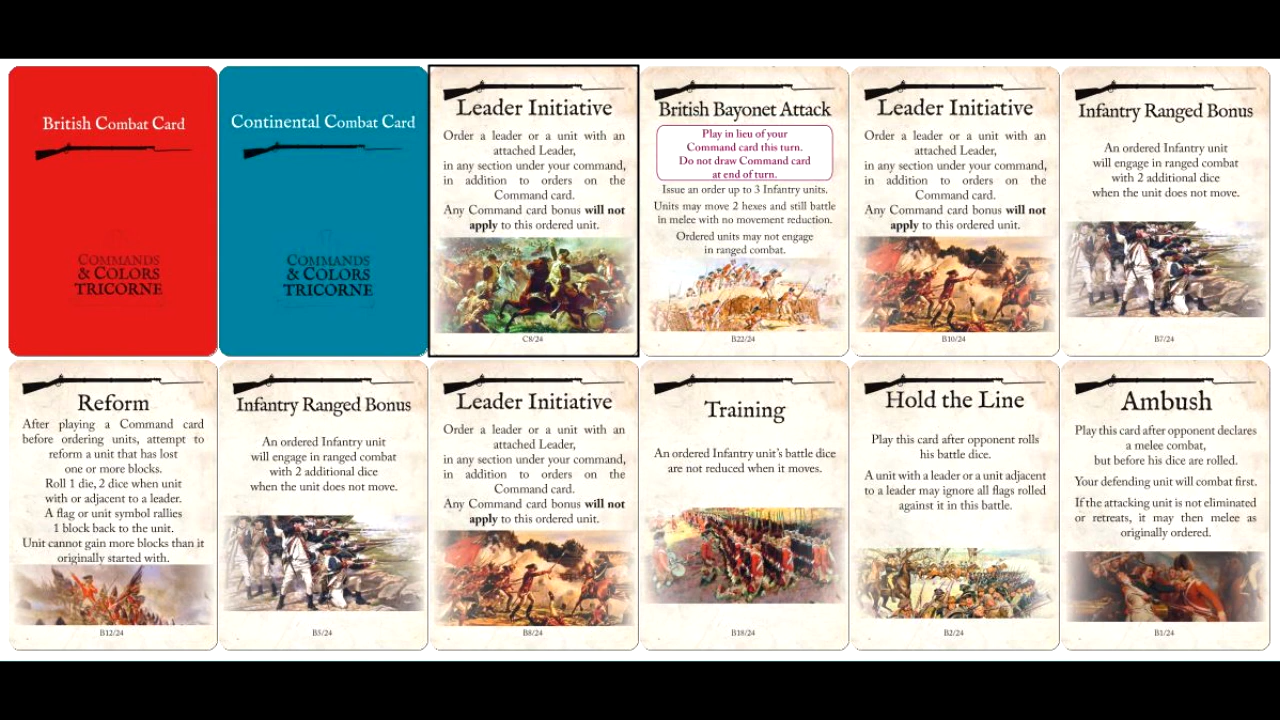 British Combat Card
COMMANDS
& COLORS
TRICORNE
Continental Combat Card
COMMANDS
& COLORS
TRICORNE
Leader Initiative
Order a leader or a unit with an
attached Leader,
in any section under your command,
in addition to orders on the
Command card.
Any Command card bonus will not
apply to this ordered unit.
C8/24
British Bayonet Attack
Play in lieu of your
Command card this turn.
Do not draw Command card
at end of turn.
Issue an order up to 3 Infantry units.
Units may move 2 hexes and still battle
in melee with no movement reduction.
Ordered units may not engage
in ranged combat.
B22/24
Leader Initiative
Order a leader or a unit with an
attached Leader,
in any section under your command,
in addition to orders on the
Command card.
Any Command card bonus will not
apply to this ordered unit.
B10/24
Infantry Ranged Bonus
An ordered Infantry unit
will engage in ranged combat
with 2 additional dice
when the unit does not move.
B7/24
Reform
After playing a Command card
before ordering units, attempt to
reform a unit that has lost
one or more blocks.
Roll 1 die, 2 dice when unit
with or adjacent to a leader.
A flag or unit symbol rallies
1 block back to the unit.
Unit cannot gain more blocks than it
originally started with.
B12/24
Infantry Ranged Bonus
An ordered Infantry unit
will engage in ranged combat
with 2 additional dice
when the unit does not move.
B5/24
Leader Initiative
Order a leader or a unit with an
attached Leader,
in any section under your command,
in addition to orders on the
Command card.
Any Command card bonus will not
apply to this ordered unit.
B8/24
Training
An ordered Infantry unit's battle dice
are not reduced when it moves.
B18/24
Hold the Line
Play this card after opponent rolls
his battle dice.
A unit with a leader or a unit adjacent
to a leader may ignore all flags rolled
against it in this battle.
B2/24
Ambush
Play this card after opponent declares
a melee combat,
but before his dice are rolled.
Your defending unit will combat first.
If the attacking unit is not eliminated
or retreats, it may then melee as
originally ordered.
B1/24